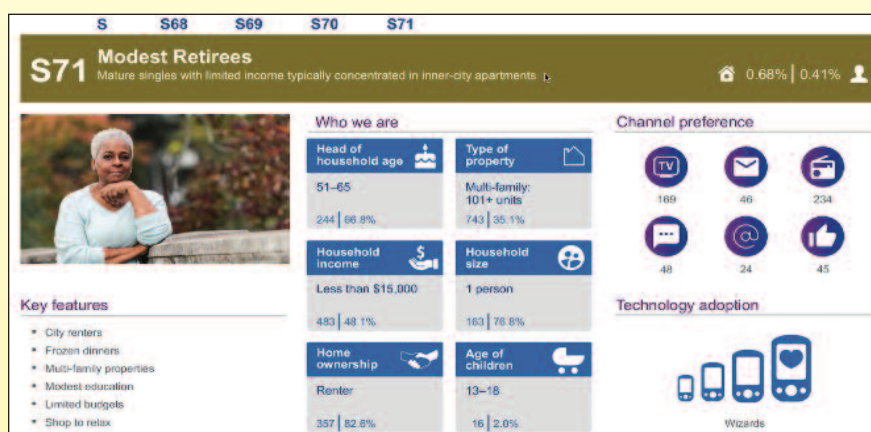 S S68 S69 S70 S71
S71
Modest Retirees
Mature singles with limited income typically concentrated in inner-city apartments
0.68% | 0.41%
Who we are
Head of
household age
51–65
244 | 66.8%
Type of
property
Multi-family:
101+ units
743 | 35.1%
Household
income
Less than $15,000
483 | 48.1%
Household
size
1 person
163 | 76.8%
Home
ownership
Renter
357 | 82.6%
Age of
children
13–18
16 | 2.0%
Key features
• City renters
• Frozen dinners
• Multi-family properties
• Modest education
• Limited budgets
• Shop to relax
Channel preference
TV
169
46
234
48
@
24
45
Technology adoption
Wizards